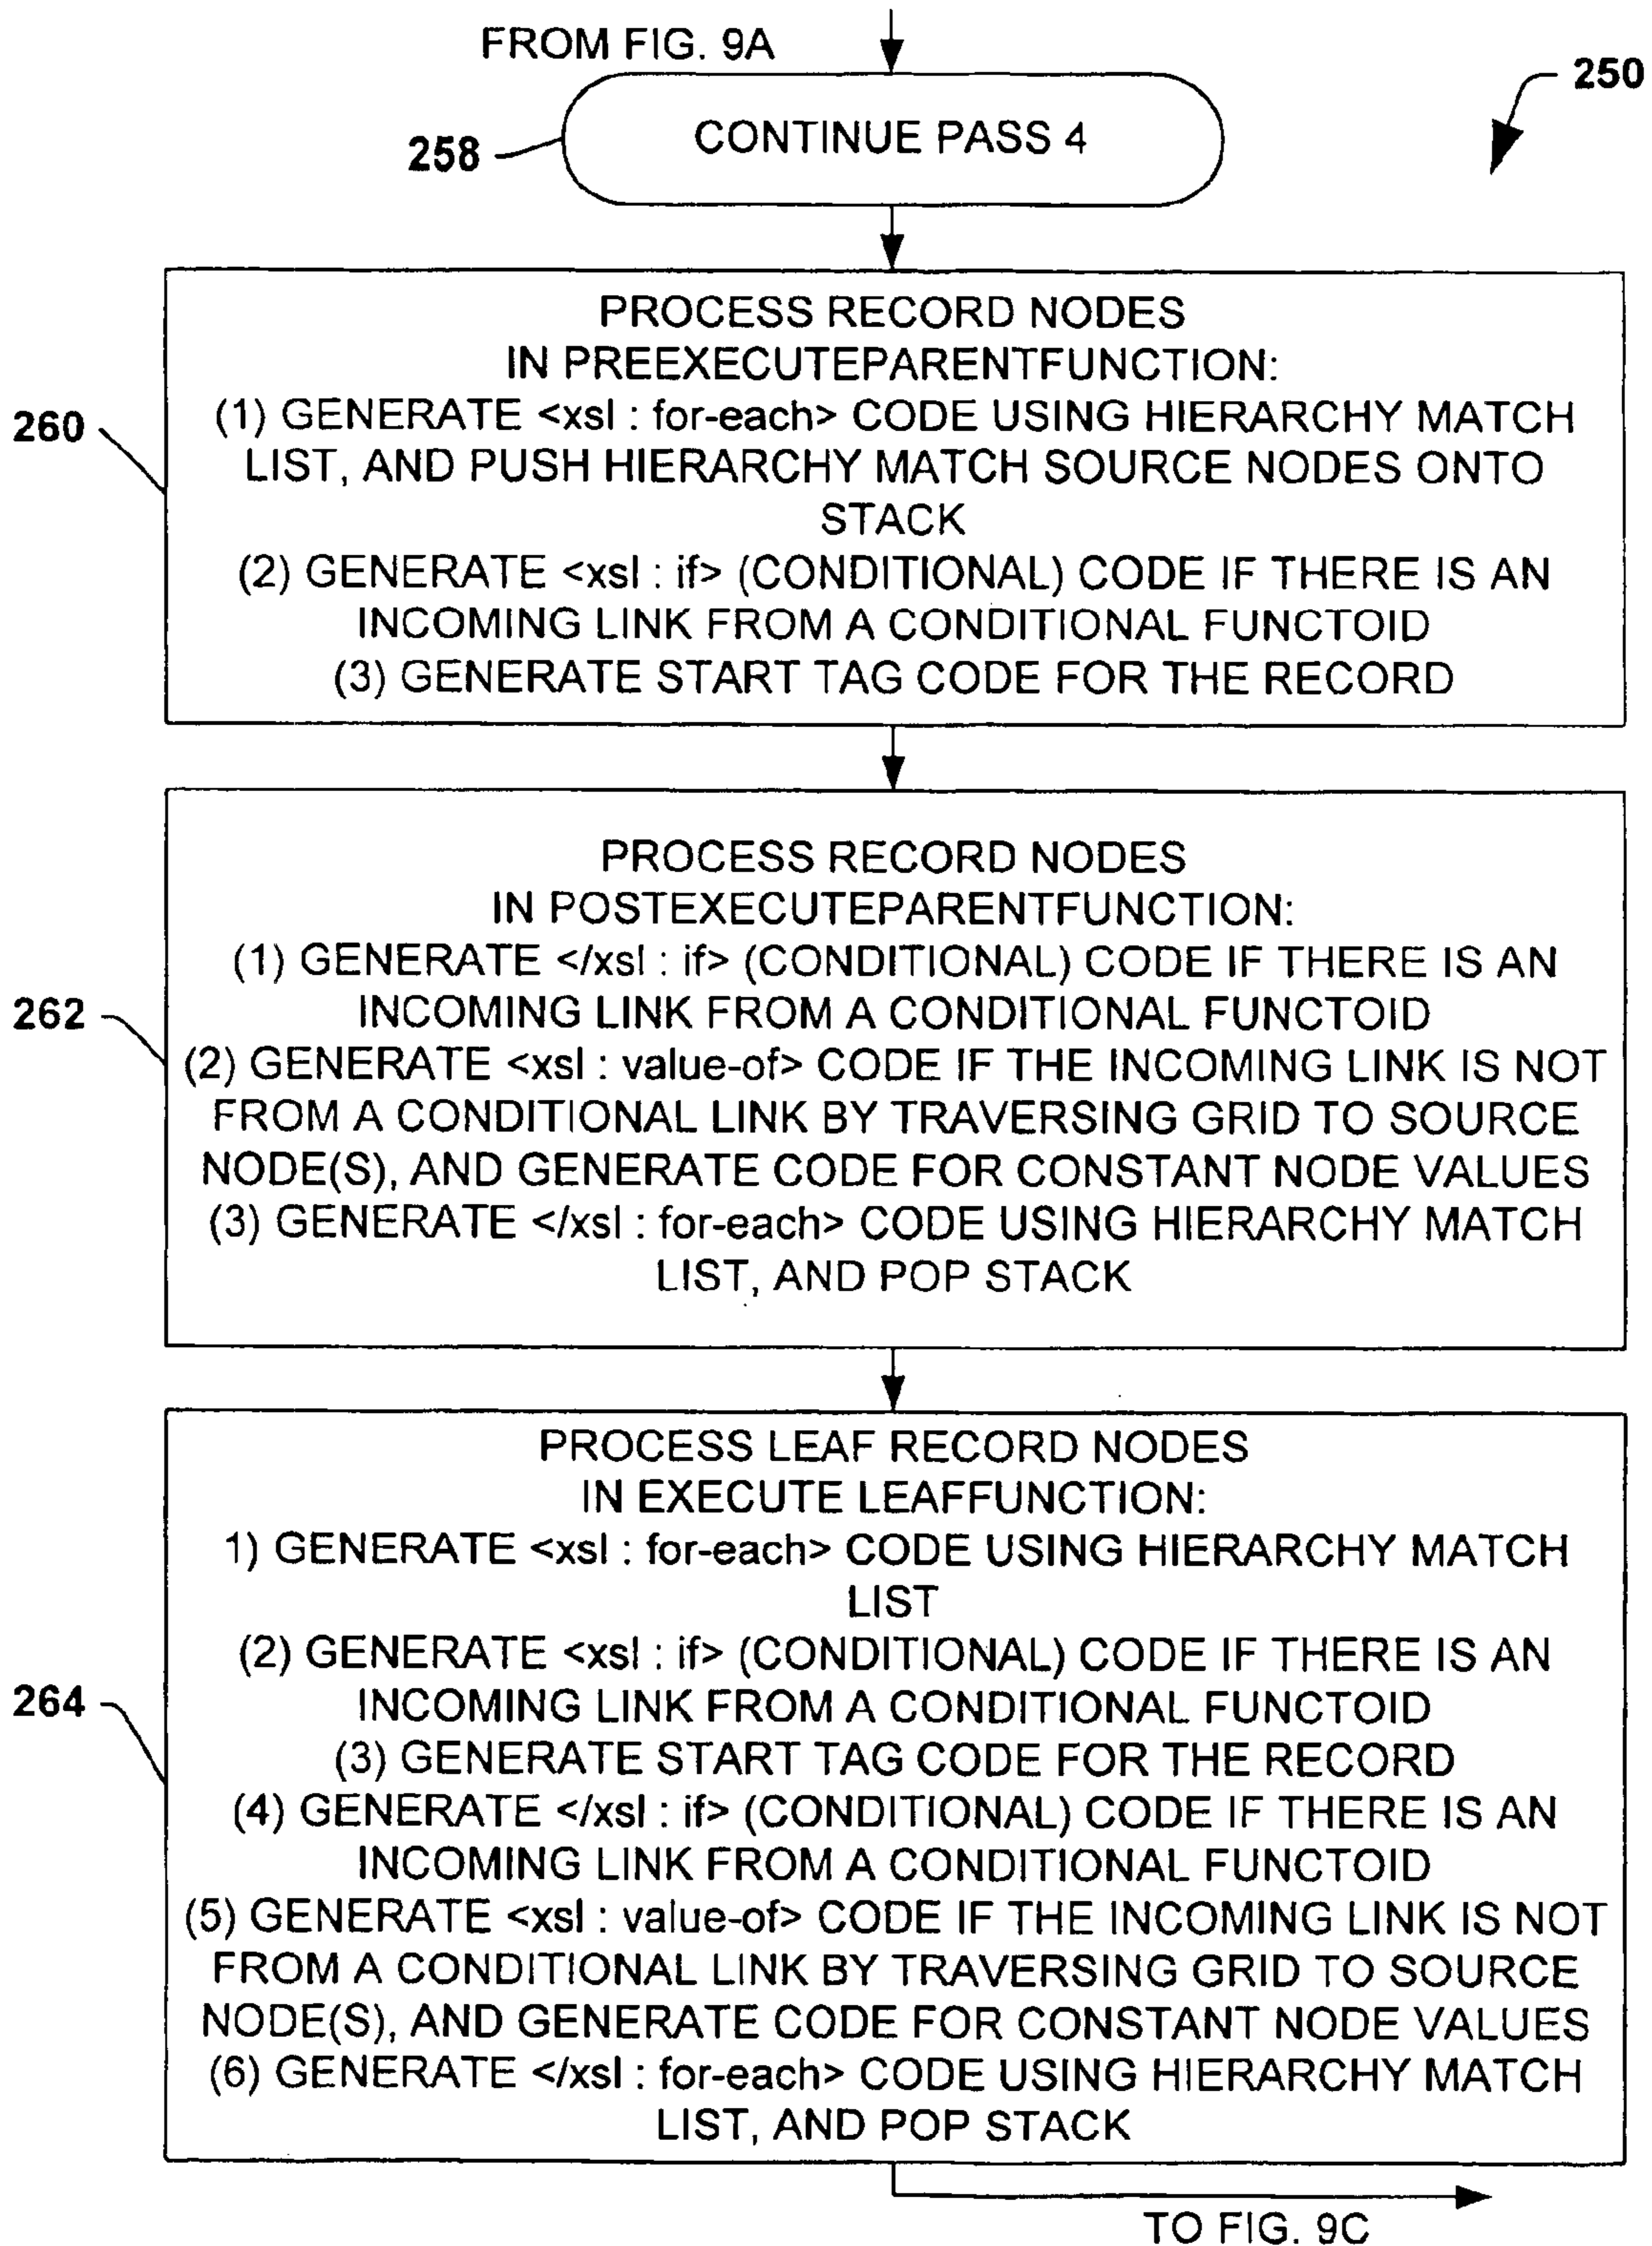 FROM FIG. 9A
250
258
CONTINUE PASS 4
PROCESS RECORD NODES
IN PREEXECUTEPARENTFUNCTION:
260
(1) GENERATE <xsl : for-each> CODE USING HIERARCHY MATCH
LIST, AND PUSH HIERARCHY MATCH SOURCE NODES ONTO
STACK
(2) GENERATE <xsl : if> (CONDITIONAL) CODE IF THERE IS AN
INCOMING LINK FROM A CONDITIONAL FUNCTOID
(3) GENERATE START TAG CODE FOR THE RECORD
PROCESS RECORD NODES
IN POSTEXECUTEPARENTFUNCTION:
(1) GENERATE </xsl : if> (CONDITIONAL) CODE IF THERE IS AN
262
INCOMING LINK FROM A CONDITIONAL FUNCTOID
(2) GENERATE <xsl : value-of> CODE IF THE INCOMING LINK IS NOT
FROM A CONDITIONAL LINK BY TRAVERSING GRID TO SOURCE
NODE(S), AND GENERATE CODE FOR CONSTANT NODE VALUES
(3) GENERATE </xsl : for-each> CODE USING HIERARCHY MATCH
LIST, AND POP STACK
PROCESS LEAF RECORD NODES
IN EXECUTE LEAFFUNCTION:
1) GENERATE <xsl : for-each> CODE USING HIERARCHY MATCH
LIST
(2) GENERATE <xsl : if> (CONDITIONAL) CODE IF THERE IS AN
264
INCOMING LINK FROM A CONDITIONAL FUNCTOID
(3) GENERATE START TAG CODE FOR THE RECORD
(4) GENERATE </xsl : if> (CONDITIONAL) CODE IF THERE IS AN
INCOMING LINK FROM A CONDITIONAL FUNCTOID
(5) GENERATE <xsl : value-of> CODE IF THE INCOMING LINK IS NOT
FROM A CONDITIONAL LINK BY TRAVERSING GRID TO SOURCE
NODE(S), AND GENERATE CODE FOR CONSTANT NODE VALUES
(6) GENERATE </xsl : for-each> CODE USING HIERARCHY MATCH
LIST, AND POP STACK
TO FIG. 9C